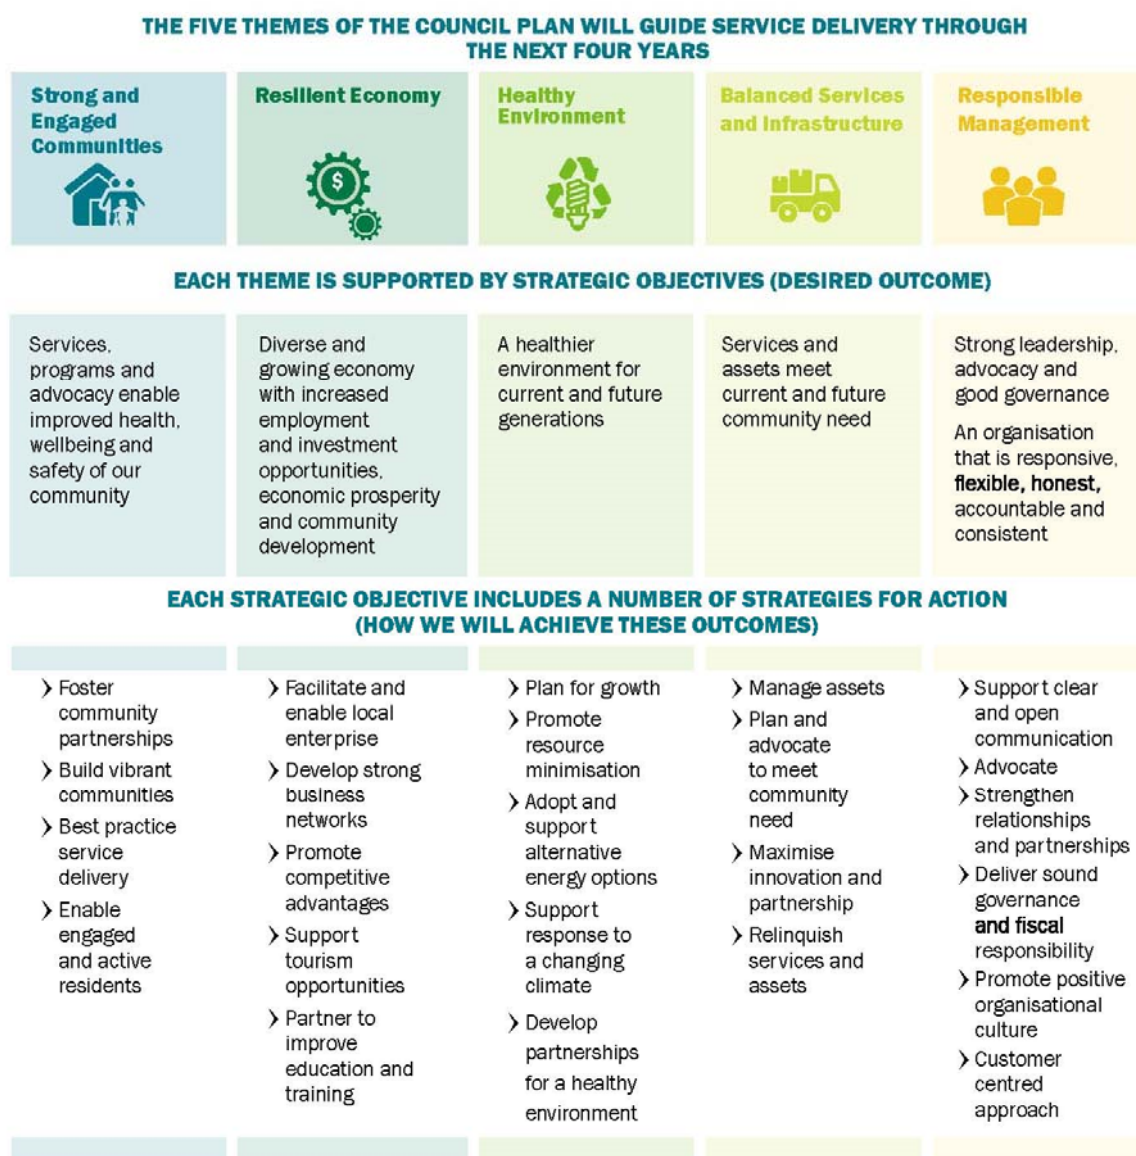 THE FIVE THEMES OF THE COUNCIL PLAN WILL GUIDE SERVICE DELIVERY THROUGH
THE NEXT FOUR YEARS
Strong and
Engaged
Communities
Resilient Economy
Healthy
Environment
Balanced Services
and Infrastructure
Responsible
Management
$
EACH THEME IS SUPPORTED BY STRATEGIC OBJECTIVES (DESIRED OUTCOME)
Services,
programs and
advocacy enable
improved health,
wellbeing and
safety of our
community
Diverse and
growing economy
with increased
employment
and investment
opportunities,
economic prosperity
and community
development
A healthier
environment for
current and future
generations
Services and
assets meet
current and future
community need
Strong leadership,
advocacy and
good governance
An organisation
that is responsive,
flexible, honest,
accountable and
consistent
EACH STRATEGIC OBJECTIVE INCLUDES A NUMBER OF STRATEGIES FOR ACTION
(HOW WE WILL ACHIEVE THESE OUTCOMES)
Foster
community
partnerships
Build vibrant
communities
Best practice
service
delivery
Enable
engaged
and active
residents
Facilitate and
enable local
enterprise
Develop strong
business
networks
Promote
competitive
advantages
Support
tourism
opportunities
Partner to
improve
education and
training
Plan for growth
Promote
resource
minimisation
Adopt and
support
alternative
energy options
Support
response to
a changing
climate
Develop
partnerships
for a healthy
environment
Manage assets
Plan and
advocate
to meet
community
need
Maximise
innovation and
partnership
Relinquish
services and
assets
Support clear
and open
communication
Advocate
Strengthen
relationships
and partnerships
Deliver sound
governance
and fiscal
responsibility
Promote positive
organisational
culture
Customer
centred
approach